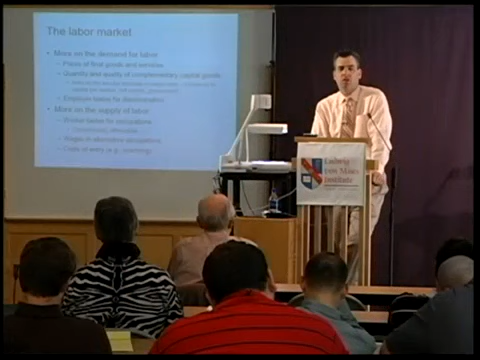 The labor market
• More on the demand for labor
– Prices of final goods and services
– Quantity and quality of complementary capital goods
– Employer tastes for discrimination
• More on the supply of labor
– Worker tastes for occupations
– Wages in alternative occupations
– Costs of entry (e.g. licensing)
Ludwig
von Mises
Institute